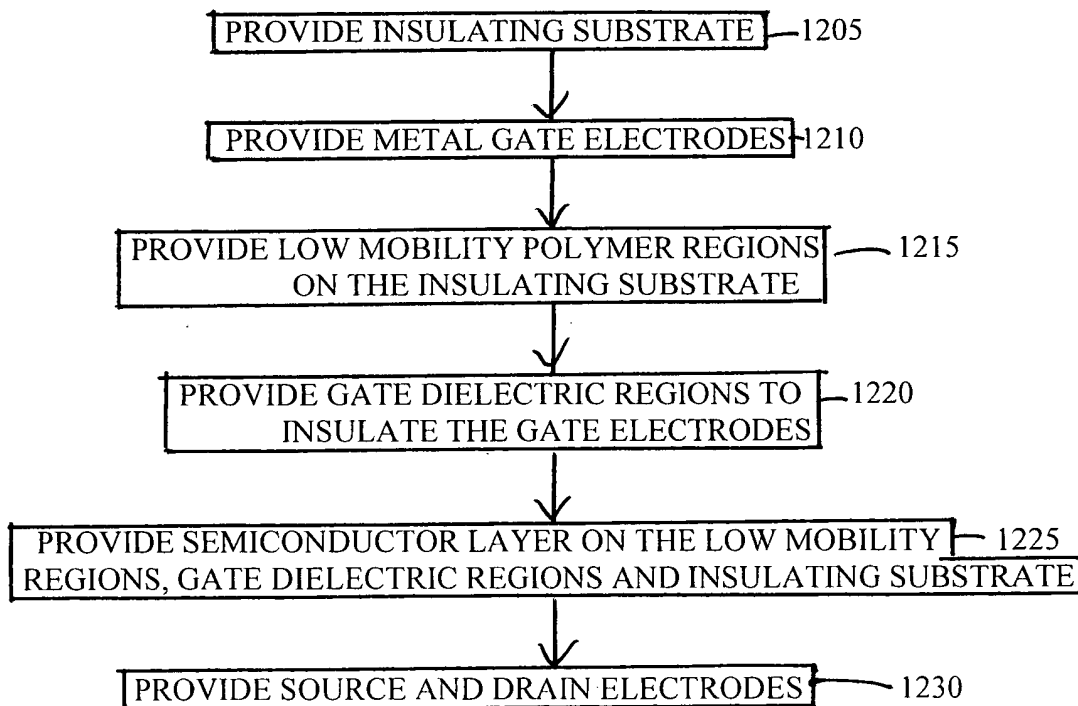 PROVIDE INSULATING SUBSTRATE 1205
PROVIDE METAL GATE ELECTRODES 1210
PROVIDE LOW MOBILITY POLYMER REGIONS 1215
ON THE INSULATING SUBSTRATE
PROVIDE GATE DIELECTRIC REGIONS TO 1220
INSULATE THE GATE ELECTRODES
PROVIDE SEMICONDUCTOR LAYER ON THE LOW MOBILITY 1225
REGIONS, GATE DIELECTRIC REGIONS AND INSULATING SUBSTRATE
PROVIDE SOURCE AND DRAIN ELECTRODES 1230